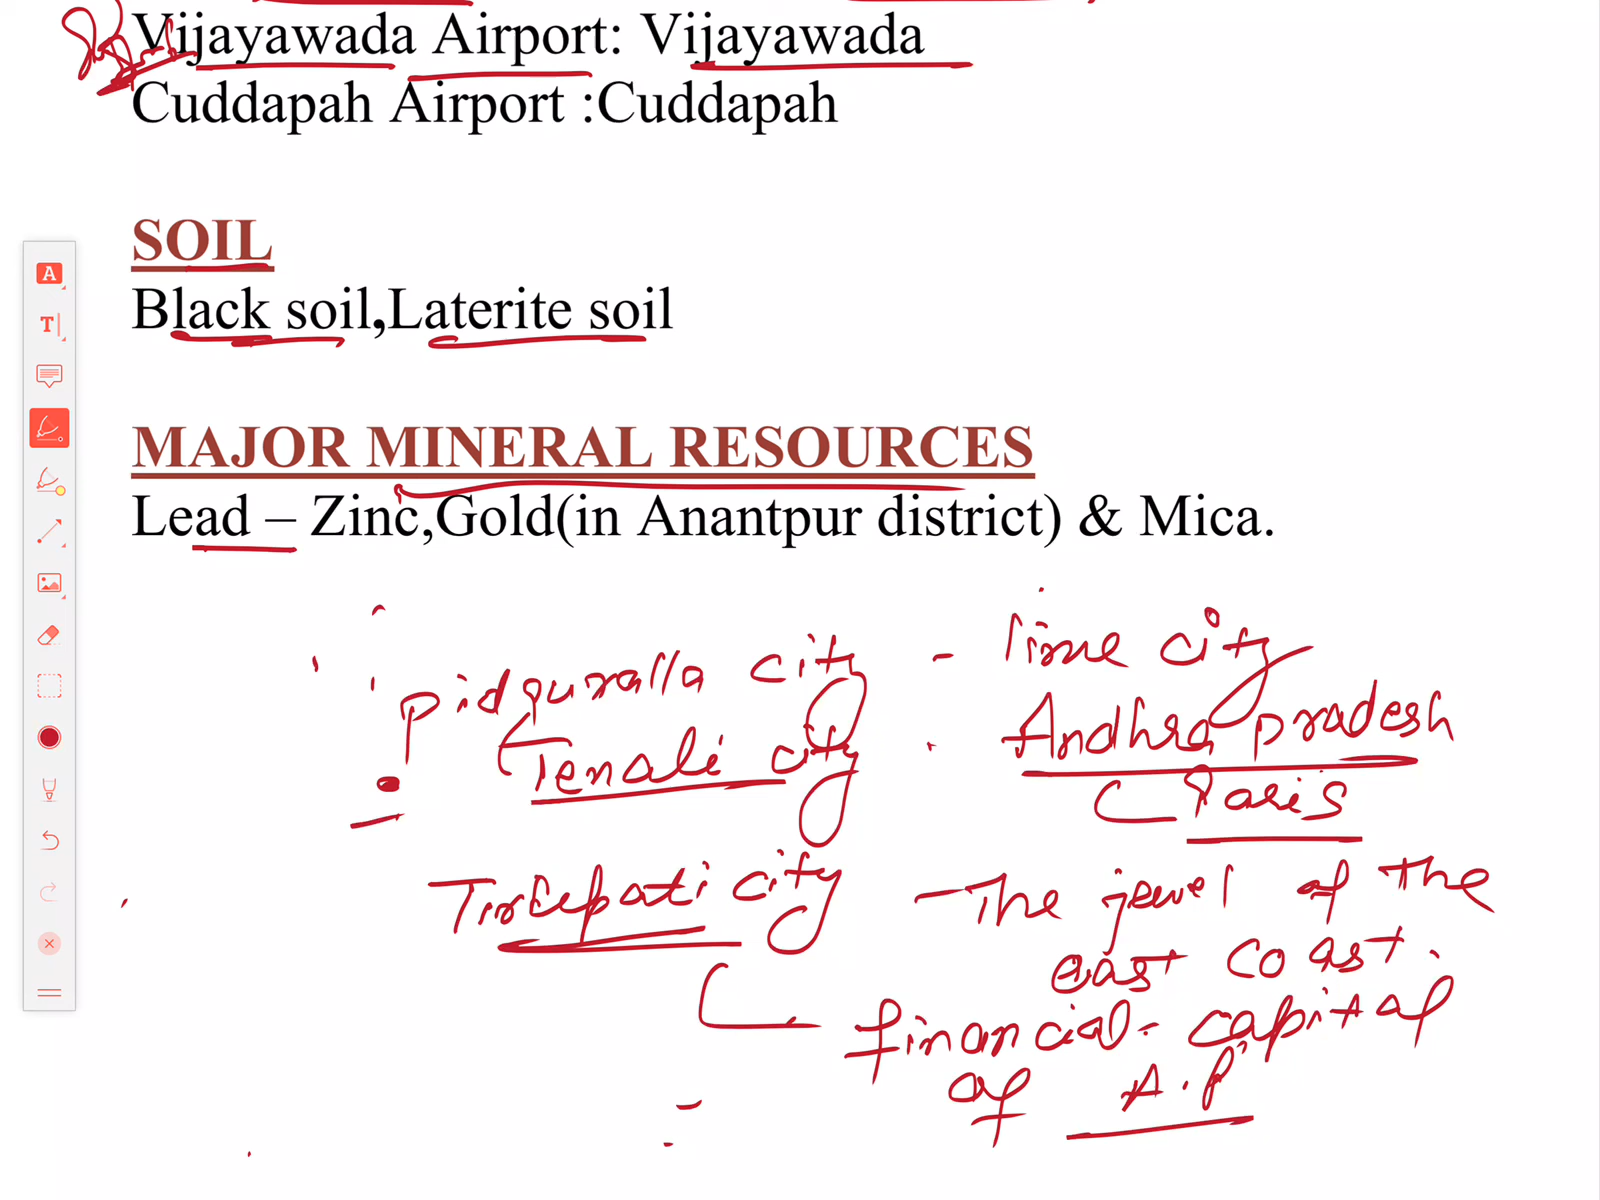 Vijayawada Airport: Vijayawada
Cuddapah Airport :Cuddapah
SOIL
Black soil,Laterite soil
MAJOR MINERAL RESOURCES
Lead – Zinc,Gold(in Anantpur district) & Mica.
pidguralla city - lime city
Tenali city . Andhra pradesh
Paris
Tirupati city - The jewel of the
east coast.
financial capital
of A.P